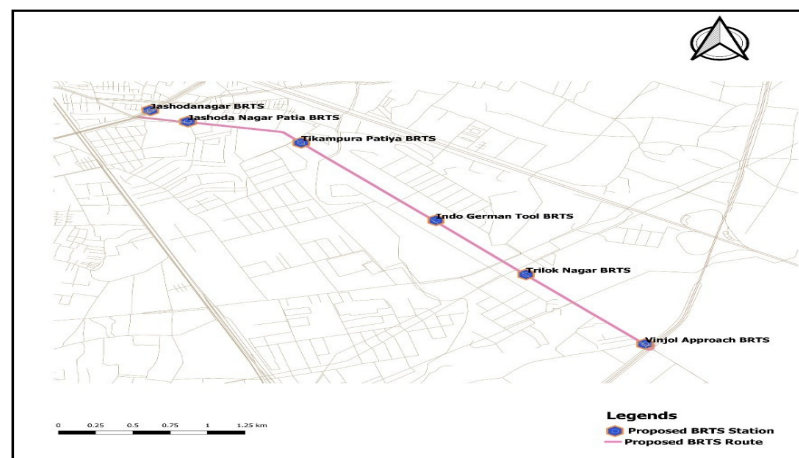 Jashodanagar BRTS
Jashoda Nagar Patia BRTS
Tikampura Patiya BRTS
Indo German Tool BRTS
Trilok Nagar BRTS
Vinjol Approach BRTS
0 0.25 0.5 0.75 1 1.25 km
Legends
Proposed BRTS Station
Proposed BRTS Route